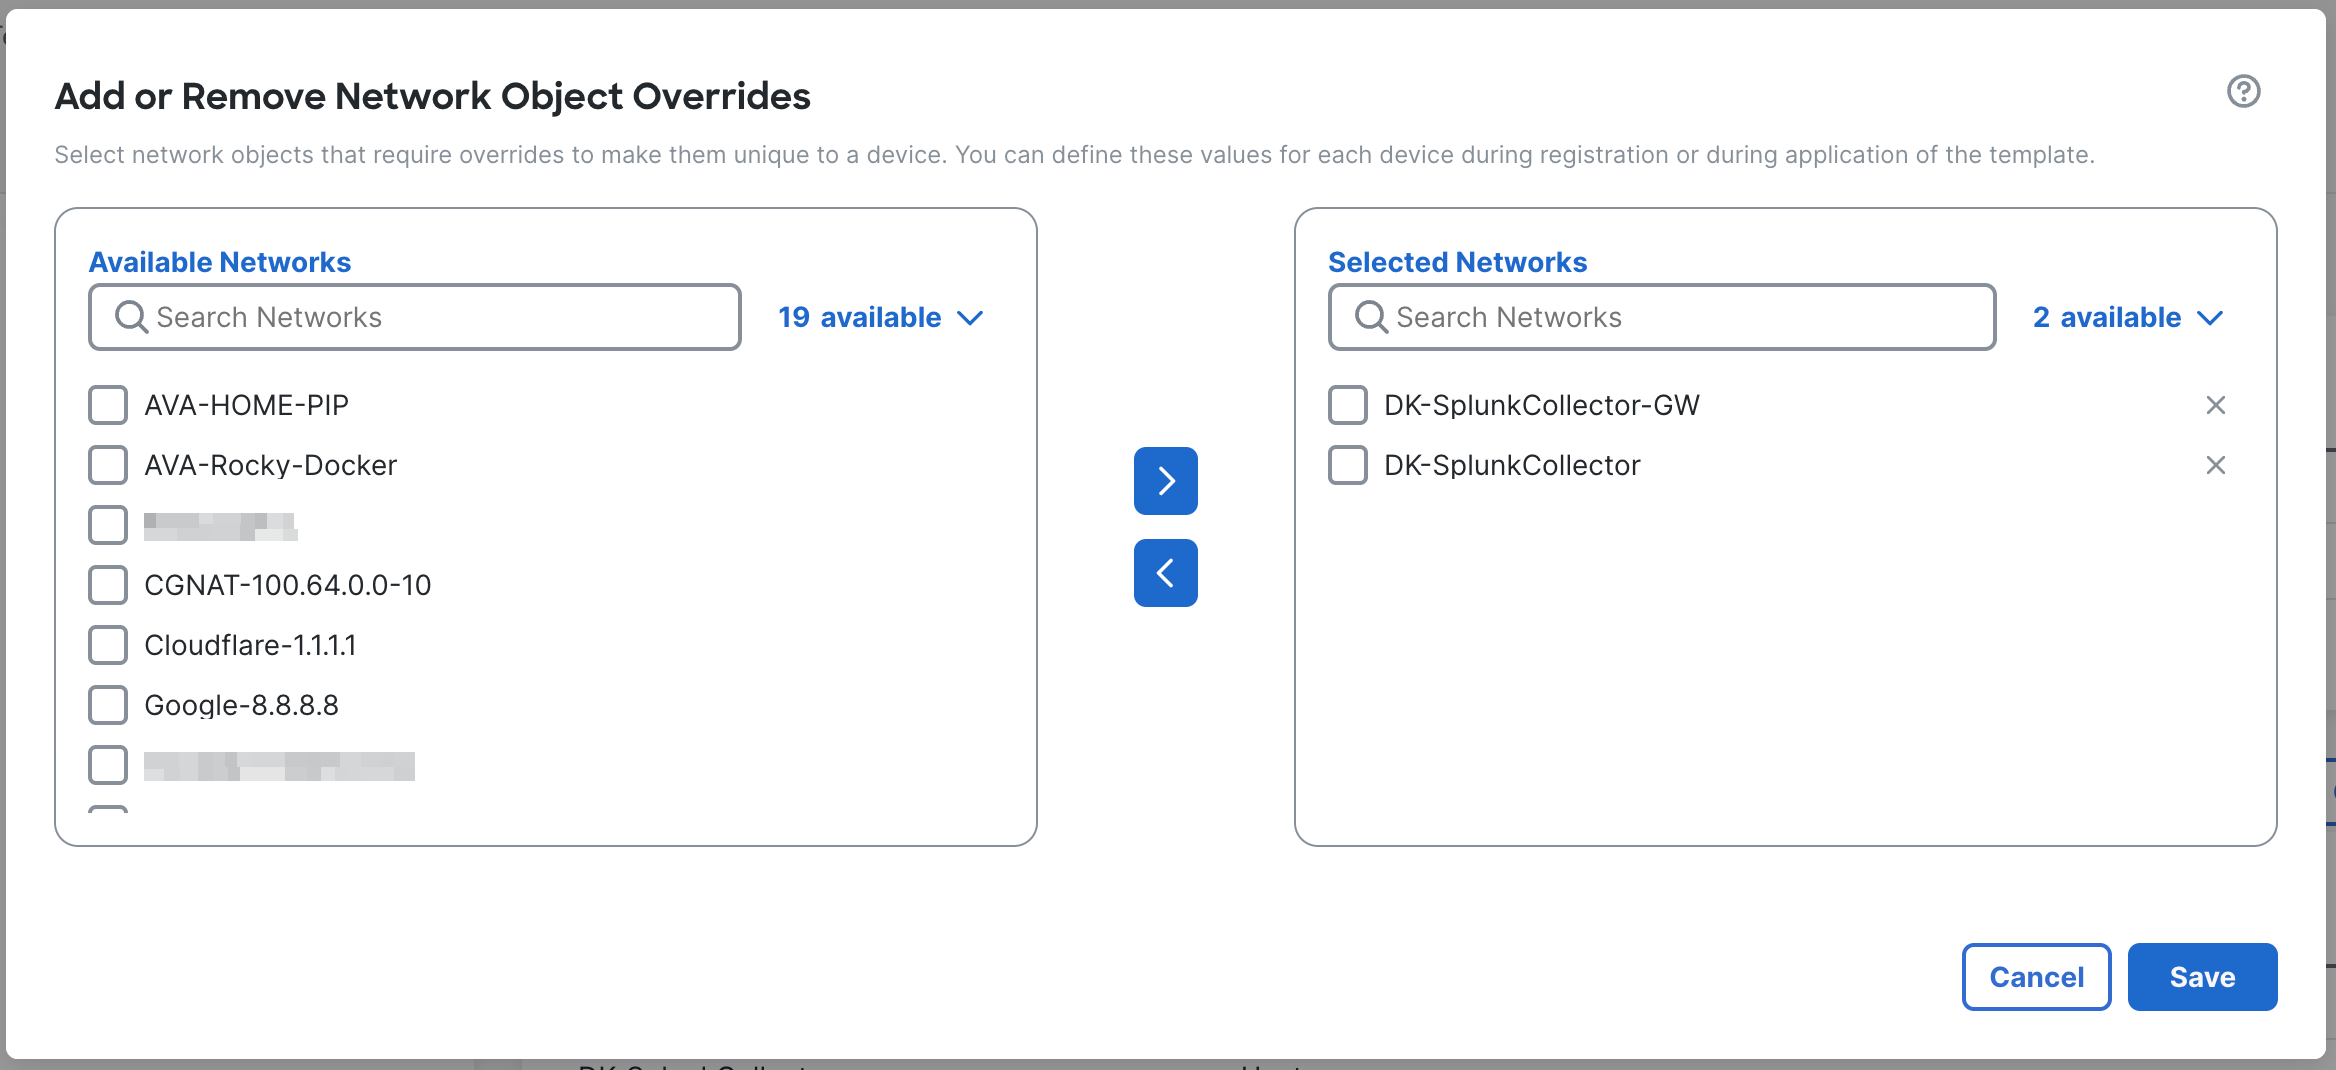 Add or Remove Network Object Overrides
Select network objects that require overrides to make them unique to a device. You can define these values for each device during registration or during application of the template.
Available Networks
Search Networks
19 available
AVA-HOME-PIP
AVA-Rocky-Docker
CGNAT-100.64.0.0-10
Cloudflare-1.1.1.1
Google-8.8.8.8
Selected Networks
Search Networks
2 available
DK-SplunkCollector-GW
DK-SplunkCollector
Cancel
Save